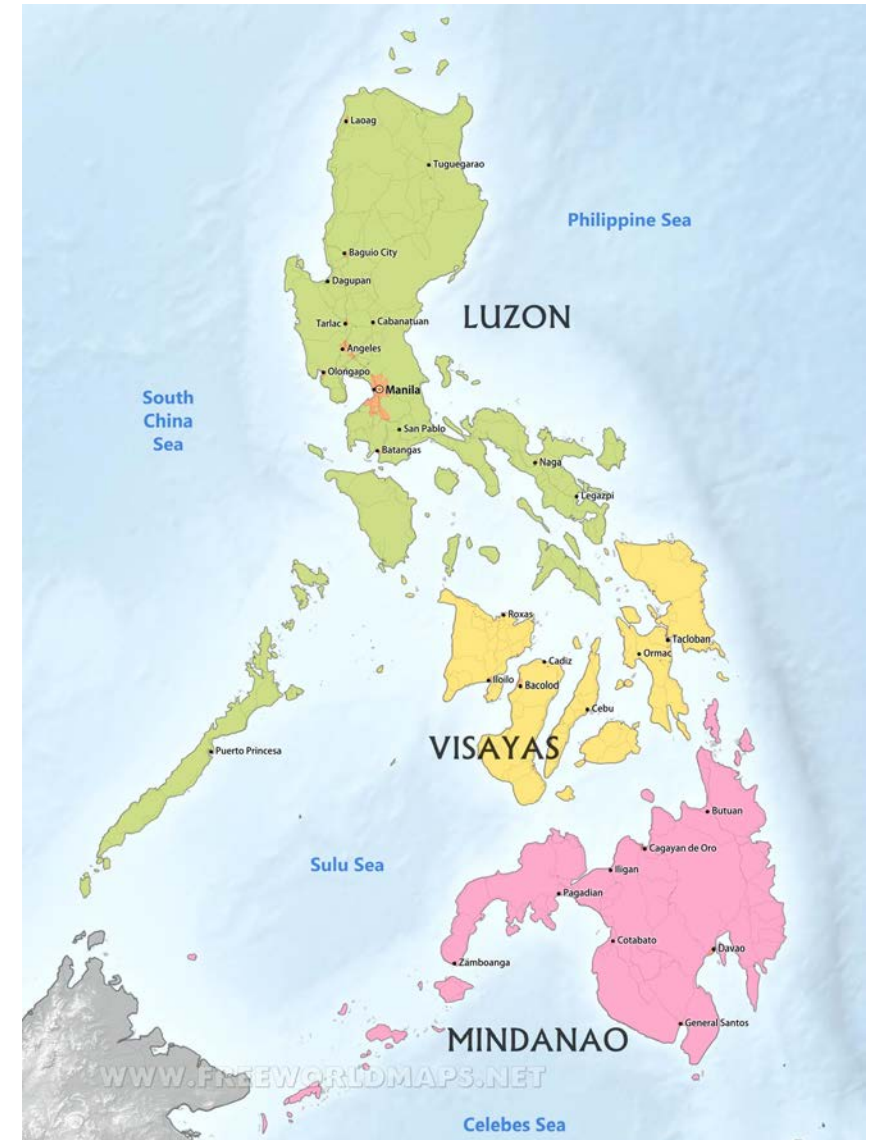 Laoag
Tuguegarao
Philippine Sea
Baguio City
Dagupan
LUZON
Tarlac
Cabanatuan
Angeles
Olongapo
Manila
South
China
Sea
San Pablo
Batangas
Naga
Legazpi
Roxas
Tacloban
Ormac
Cadiz
Iloilo
Bacolod
Cebu
VISAYAS
Puerto Princesa
Butuan
Cagayan de Oro
Sulu Sea
Iligan
Pagadian
Cotabato
Davao
Zamboanga
General Santos
MINDANAO
WWW.FREEWORLDMAPS.NET
Celebes Sea